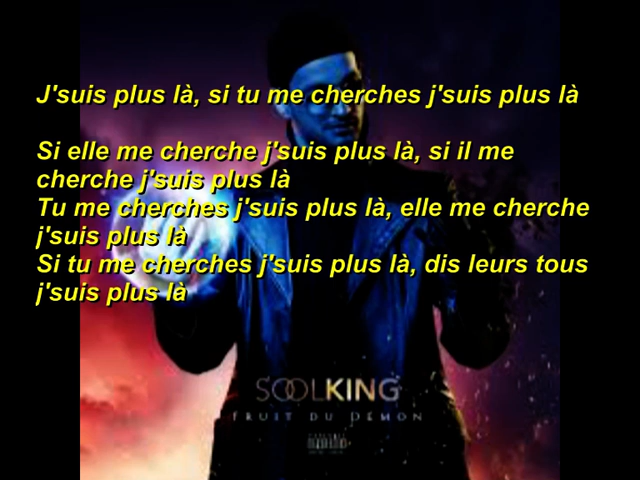 J'suis plus là, si tu me cherches j'suis plus là
Si elle me cherche j'suis plus là, si il me
cherche j'suis plus là
Tu me cherches j'suis plus là, elle me cherche
j'suis plus là
Si tu me cherches j'suis plus là, dis leurs tous
j'suis plus là
SOOLKING
FRUIT DU DÉMON